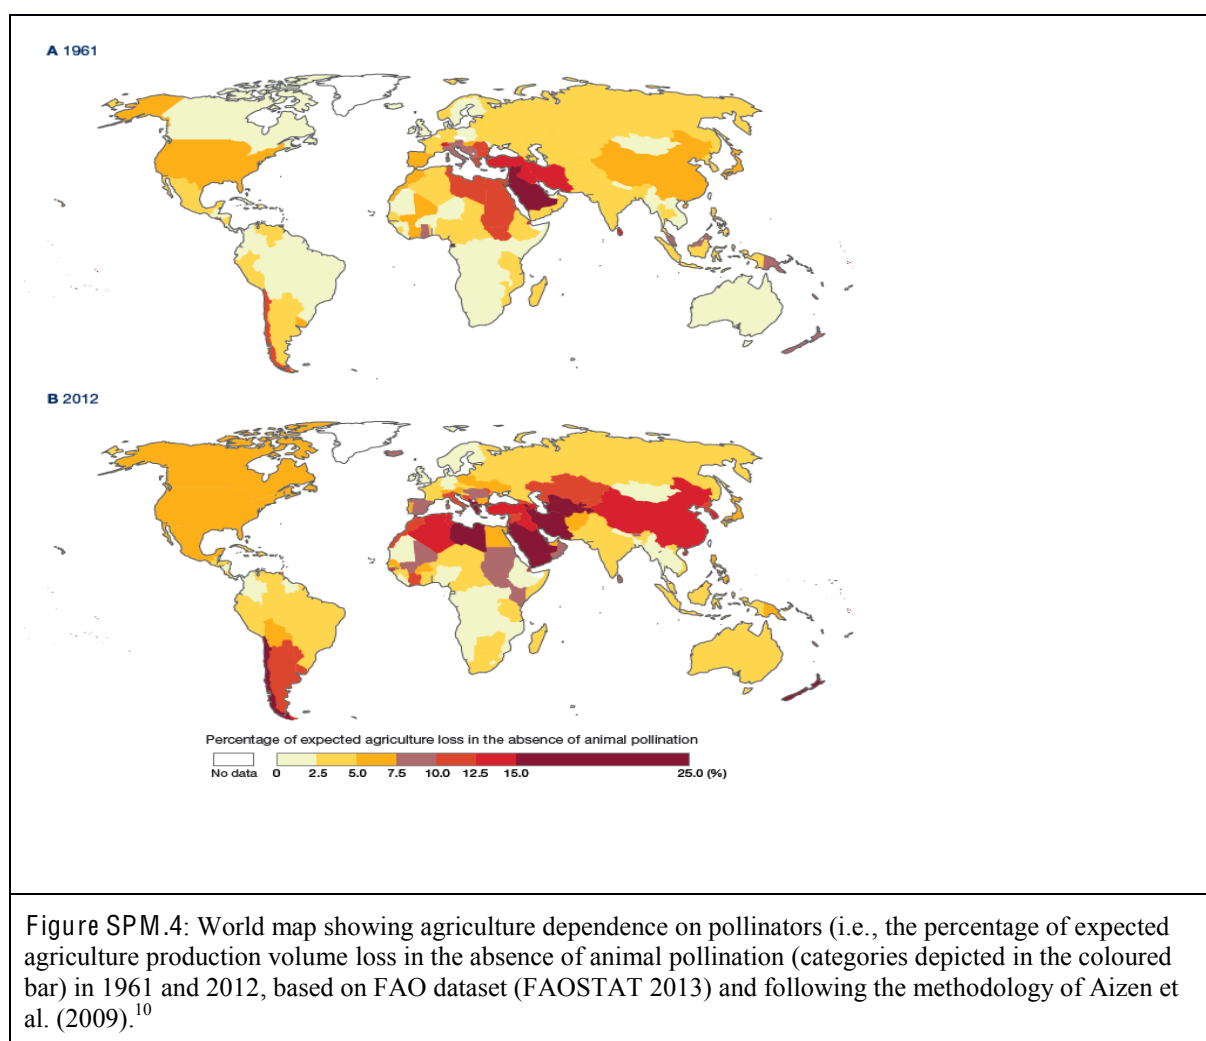 A 1961
B 2012
Percentage of expected agriculture loss in the absence of animal pollination
No data 0 2.5 5.0 7.5 10.0 12.5 15.0 25.0 (%)
Figure SPM.4: World map showing agriculture dependence on pollinators (i.e., the percentage of expected
agriculture production volume loss in the absence of animal pollination (categories depicted in the coloured
bar) in 1961 and 2012, based on FAO dataset (FAOSTAT 2013) and following the methodology of Aizen et
al. (2009).10